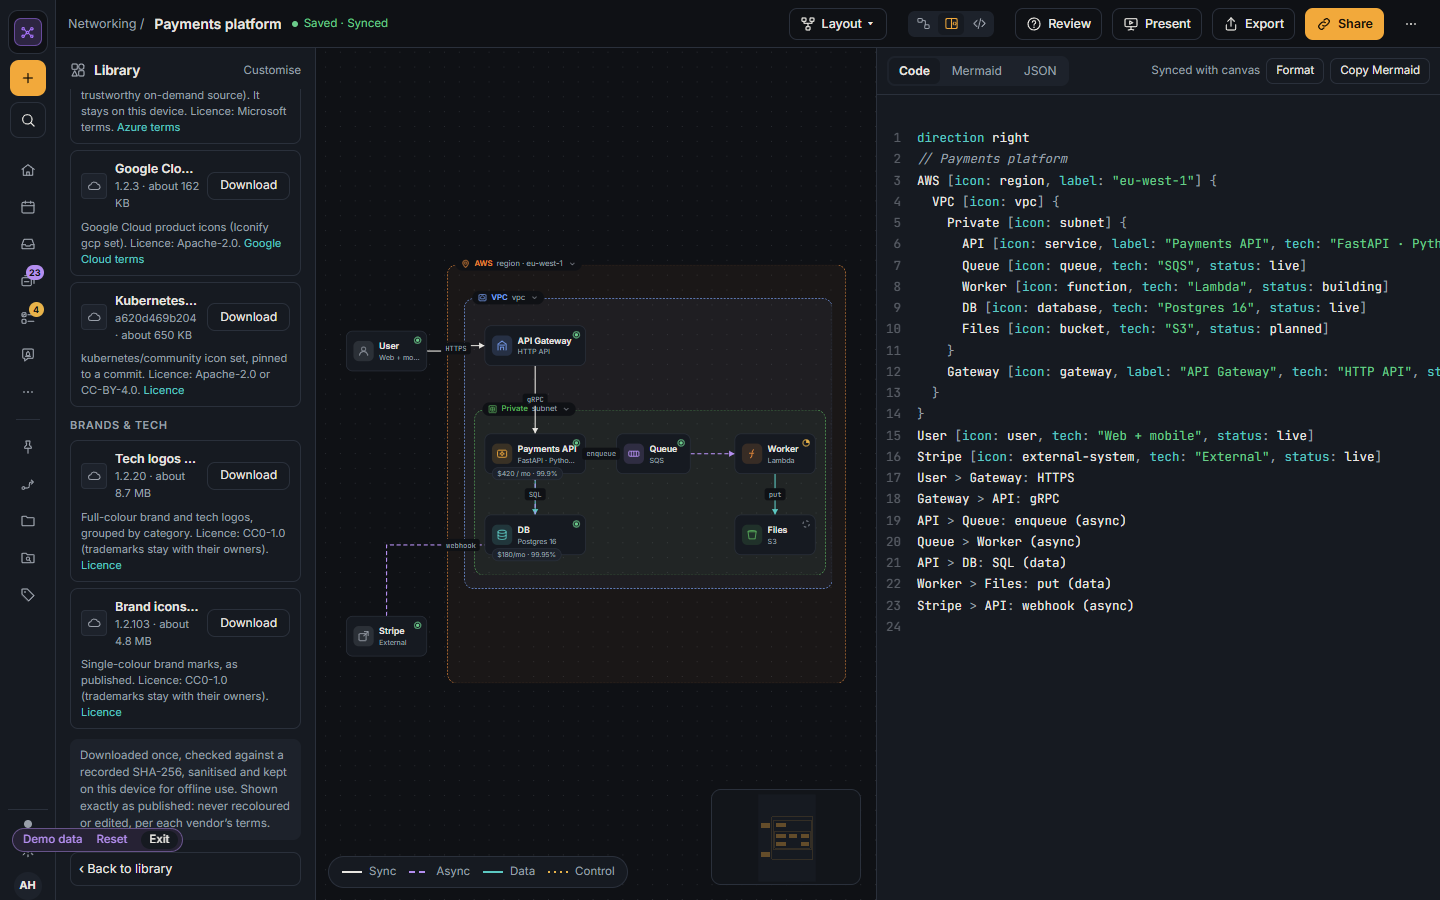 Networking / Payments platform Saved · Synced
Layout
Review
Present
Export
Share
Library
Customise
trustworthy on-demand source). It
stays on this device. Licence: Microsoft
terms. Azure terms
Google Clo...
1.2.3 · about 162
KB
Download
Google Cloud product icons (Iconify
gcp set). Licence: Apache-2.0. Google
Cloud terms
Kubernetes...
a620d469b204
· about 650 KB
Download
kubernetes/community icon set, pinned
to a commit. Licence: Apache-2.0 or
CC-BY-4.0. Licence
BRANDS & TECH
Tech logos ...
1.2.20 · about
8.7 MB
Download
Full-colour brand and tech logos,
grouped by category. Licence: CC0-1.0
(trademarks stay with their owners).
Licence
Brand icons...
1.2.103 · about
4.8 MB
Download
Single-colour brand marks, as
published. Licence: CC0-1.0
(trademarks stay with their owners).
Licence
Downloaded once, checked against a
recorded SHA-256, sanitised and kept
on this device for offline use. Shown
exactly as published: never recoloured
or edited, per each vendor's terms.
‹ Back to library
23
4
Demo data Reset Exit
AH
AWS region · eu-west-1
VPC vpc
User
Web + mo...
HTTPS
API Gateway
HTTP API
gRPC
Private subnet
Payments API
FastAPI · Pytho...
$420 / mo · 99.9%
enqueue
Queue
SQS
Worker
Lambda
SQL
put
DB
Postgres 16
$180/mo · 99.95%
Files
S3
webhook
Stripe
External
Sync
Async
Data
Control
Code
Mermaid
JSON
Synced with canvas
Format
Copy Mermaid
1 direction right
2 // Payments platform
3 AWS [icon: region, label: "eu-west-1"] {
4 VPC [icon: vpc] {
5 Private [icon: subnet] {
6 API [icon: service, label: "Payments API", tech: "FastAPI · Pyth
7 Queue [icon: queue, tech: "SQS", status: live]
8 Worker [icon: function, tech: "Lambda", status: building]
9 DB [icon: database, tech: "Postgres 16", status: live]
10 Files [icon: bucket, tech: "S3", status: planned]
11 }
12 Gateway [icon: gateway, label: "API Gateway", tech: "HTTP API", st
13 }
14 }
15 User [icon: user, tech: "Web + mobile", status: live]
16 Stripe [icon: external-system, tech: "External", status: live]
17 User > Gateway: HTTPS
18 Gateway > API: gRPC
19 API > Queue: enqueue (async)
20 Queue > Worker (async)
21 API > DB: SQL (data)
22 Worker > Files: put (data)
23 Stripe > API: webhook (async)
24